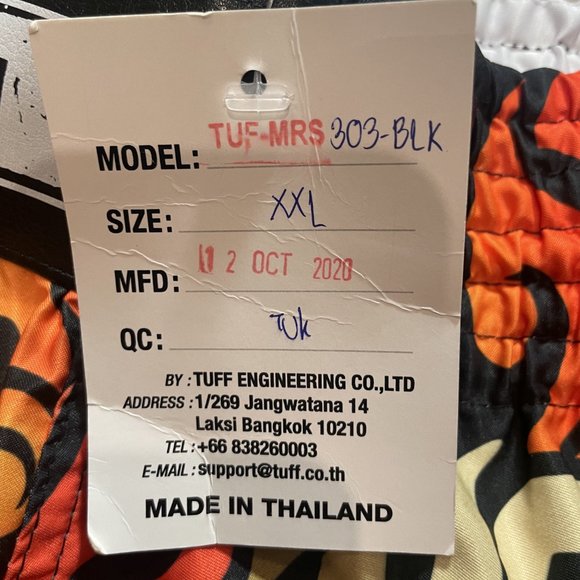 MODEL: TUF-MRS 303-BLK
SIZE: XXL
MFD: 12 OCT 2020
QC:
BY : TUFF ENGINEERING CO.,LTD
ADDRESS : 1/269 Jangwatana 14
Laksi Bangkok 10210
TEL : +66 838260003
E-MAIL : support@tuff.co.th
MADE IN THAILAND